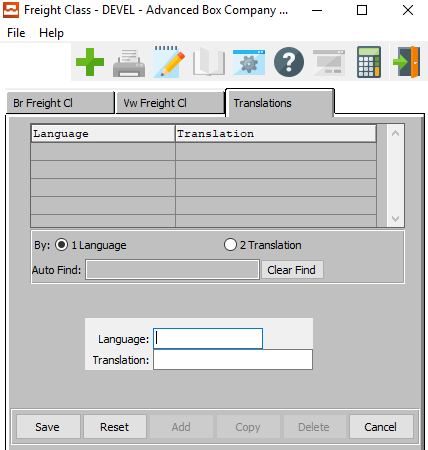 Freight Class - DEVEL - Advanced Box Company ...
File Help
Br Freight Cl Vw Freight Cl Translations
Language Translation
By: 1 Language 2 Translation
Auto Find: Clear Find
Language:
Translation:
Save Reset Add Copy Delete Cancel